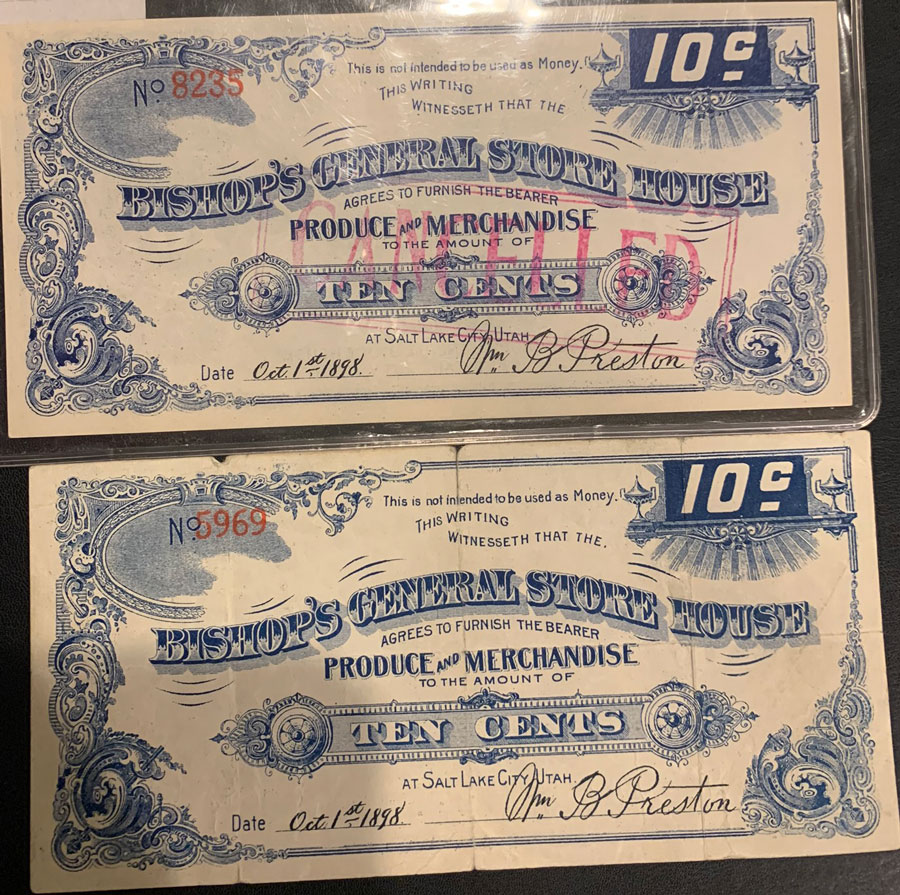 No 8235
10 c
This is not intended to be used as Money.
THIS WRITING
WITNESSETH THAT THE
BISHOP'S GENERAL STORE HOUSE
AGREES TO FURNISH THE BEARER
PRODUCE AND MERCHANDISE
TO THE AMOUNT OF
CANCELLED
TEN CENTS
AT SALT LAKE CITY, UTAH
Wm. B. Preston
Date Oct. 1st 1898.
No 5969
10 c
This is not intended to be used as Money.
THIS WRITING
WITNESSETH THAT THE.
BISHOP'S GENERAL STORE HOUSE
AGREES TO FURNISH THE BEARER
PRODUCE AND MERCHANDISE
TO THE AMOUNT OF
TEN CENTS
AT SALT LAKE CITY, UTAH.
Wm. B. Preston
Date Oct. 1st 1898.